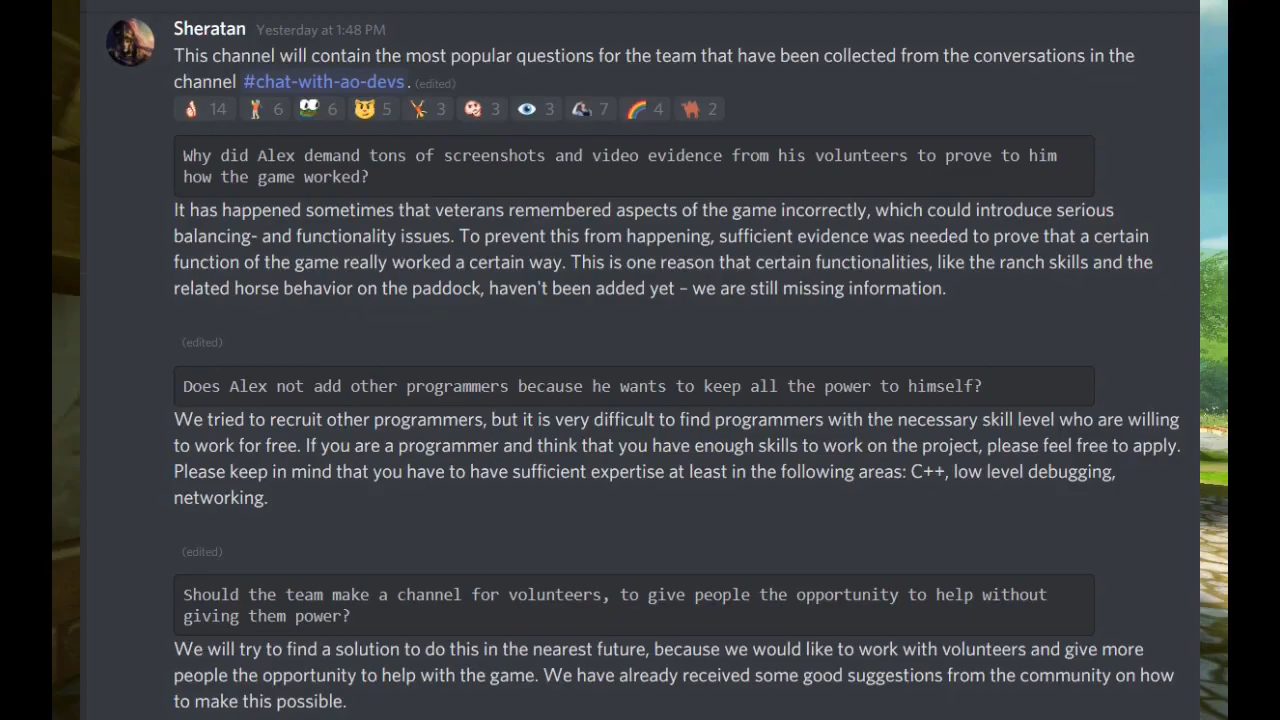 Sheratan Yesterday at 1:48 PM
This channel will contain the most popular questions for the team that have been collected from the conversations in the
channel #chat-with-ao-devs. (edited)
14 6 6 5 3 3 3 7 4 2
Why did Alex demand tons of screenshots and video evidence from his volunteers to prove to him
how the game worked?
It has happened sometimes that veterans remembered aspects of the game incorrectly, which could introduce serious
balancing- and functionality issues. To prevent this from happening, sufficient evidence was needed to prove that a certain
function of the game really worked a certain way. This is one reason that certain functionalities, like the ranch skills and the
related horse behavior on the paddock, haven't been added yet – we are still missing information.
(edited)
Does Alex not add other programmers because he wants to keep all the power to himself?
We tried to recruit other programmers, but it is very difficult to find programmers with the necessary skill level who are willing
to work for free. If you are a programmer and think that you have enough skills to work on the project, please feel free to apply.
Please keep in mind that you have to have sufficient expertise at least in the following areas: C++, low level debugging,
networking.
(edited)
Should the team make a channel for volunteers, to give people the opportunity to help without
giving them power?
We will try to find a solution to do this in the nearest future, because we would like to work with volunteers and give more
people the opportunity to help with the game. We have already received some good suggestions from the community on how
to make this possible.